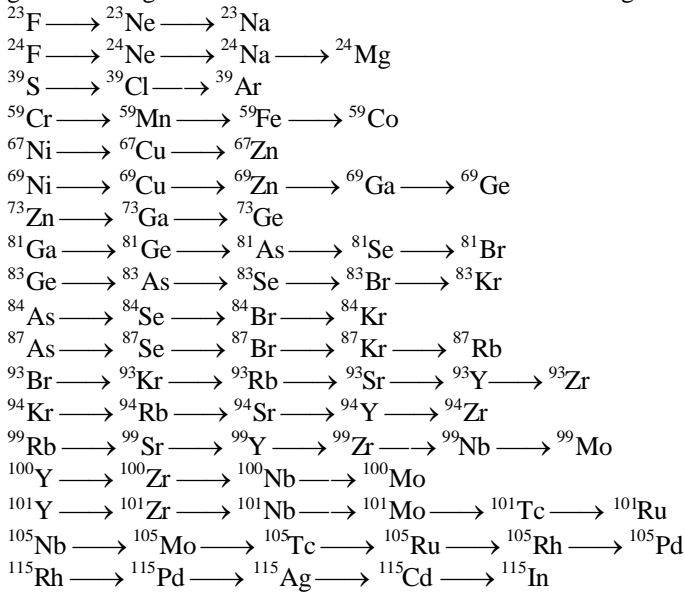 ²³F ⟶ ²³Ne ⟶ ²³Na
²⁴F ⟶ ²⁴Ne ⟶ ²⁴Na ⟶ ²⁴Mg
³⁹S ⟶ ³⁹Cl ⟶ ³⁹Ar
⁵⁹Cr ⟶ ⁵⁹Mn ⟶ ⁵⁹Fe ⟶ ⁵⁹Co
⁶⁷Ni ⟶ ⁶⁷Cu ⟶ ⁶⁷Zn
⁶⁹Ni ⟶ ⁶⁹Cu ⟶ ⁶⁹Zn ⟶ ⁶⁹Ga ⟶ ⁶⁹Ge
⁷³Zn ⟶ ⁷³Ga ⟶ ⁷³Ge
⁸¹Ga ⟶ ⁸¹Ge ⟶ ⁸¹As ⟶ ⁸¹Se ⟶ ⁸¹Br
⁸³Ge ⟶ ⁸³As ⟶ ⁸³Se ⟶ ⁸³Br ⟶ ⁸³Kr
⁸⁴As ⟶ ⁸⁴Se ⟶ ⁸⁴Br ⟶ ⁸⁴Kr
⁸⁷As ⟶ ⁸⁷Se ⟶ ⁸⁷Br ⟶ ⁸⁷Kr ⟶ ⁸⁷Rb
⁹³Br ⟶ ⁹³Kr ⟶ ⁹³Rb ⟶ ⁹³Sr ⟶ ⁹³Y ⟶ ⁹³Zr
⁹⁴Kr ⟶ ⁹⁴Rb ⟶ ⁹⁴Sr ⟶ ⁹⁴Y ⟶ ⁹⁴Zr
⁹⁹Rb ⟶ ⁹⁹Sr ⟶ ⁹⁹Y ⟶ ⁹⁹Zr ⟶ ⁹⁹Nb ⟶ ⁹⁹Mo
¹⁰⁰Y ⟶ ¹⁰⁰Zr ⟶ ¹⁰⁰Nb ⟶ ¹⁰⁰Mo
¹⁰¹Y ⟶ ¹⁰¹Zr ⟶ ¹⁰¹Nb ⟶ ¹⁰¹Mo ⟶ ¹⁰¹Tc ⟶ ¹⁰¹Ru
¹⁰⁵Nb ⟶ ¹⁰⁵Mo ⟶ ¹⁰⁵Tc ⟶ ¹⁰⁵Ru ⟶ ¹⁰⁵Rh ⟶ ¹⁰⁵Pd
¹¹⁵Rh ⟶ ¹¹⁵Pd ⟶ ¹¹⁵Ag ⟶ ¹¹⁵Cd ⟶ ¹¹⁵In